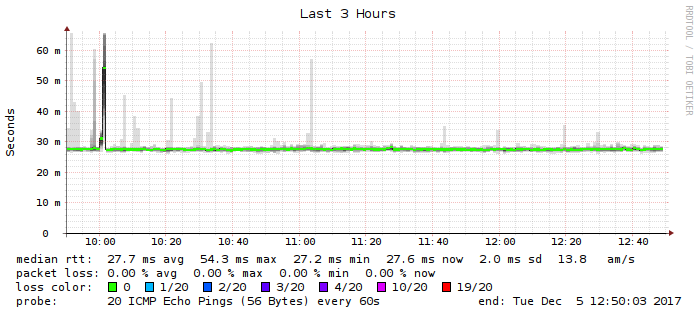 Last 3 Hours
RRDTOOL / TOBI OETIKER
Seconds
60 m
50 m
40 m
30 m
20 m
10 m
0
10:00 10:20 10:40 11:00 11:20 11:40 12:00 12:20 12:40
median rtt: 27.7 ms avg 54.3 ms max 27.2 ms min 27.6 ms now 2.0 ms sd 13.8 am/s
packet loss: 0.00 % avg 0.00 % max 0.00 % min 0.00 % now
loss color: 0 1/20 2/20 3/20 4/20 10/20 19/20
probe: 20 ICMP Echo Pings (56 Bytes) every 60s end: Tue Dec 5 12:50:03 2017